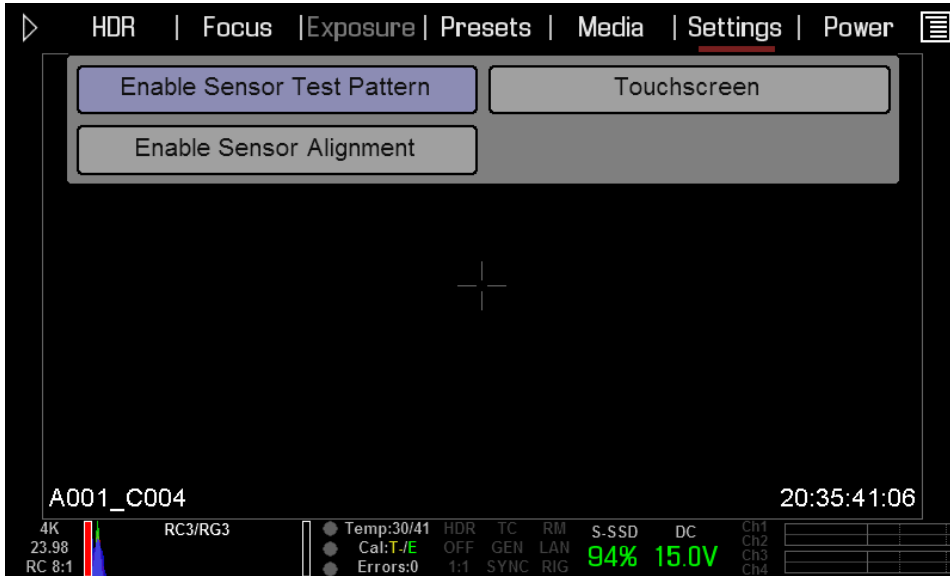 HDR | Focus | Exposure | Presets | Media | Settings | Power
Enable Sensor Test Pattern
Touchscreen
Enable Sensor Alignment
A001_C004
20:35:41:06
4K
23.98
RC 8:1
RC3/RG3
Temp:30/41
Cal:T-/E
Errors:0
HDR TC RM
OFF GEN LAN
1:1 SYNC RIG
S-SSD
94%
DC
15.0V
Ch1
Ch2
Ch3
Ch4